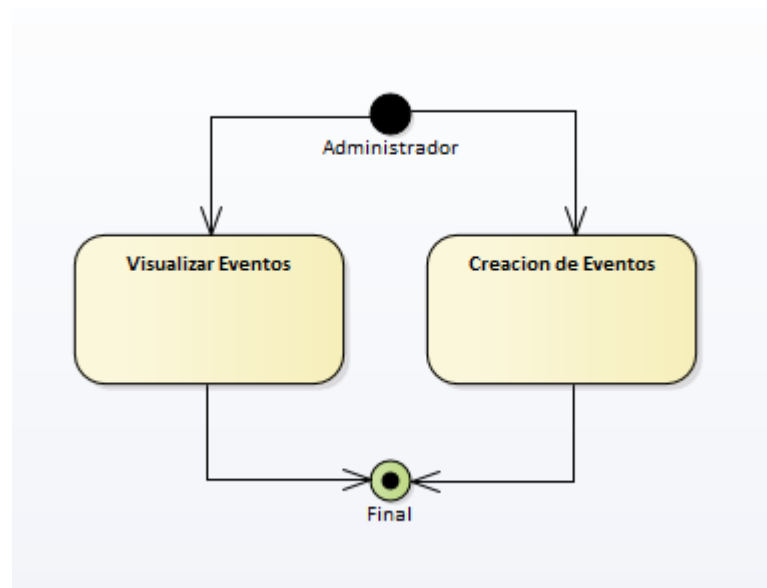 Administrador
Visualizar Eventos
Creacion de Eventos
Final